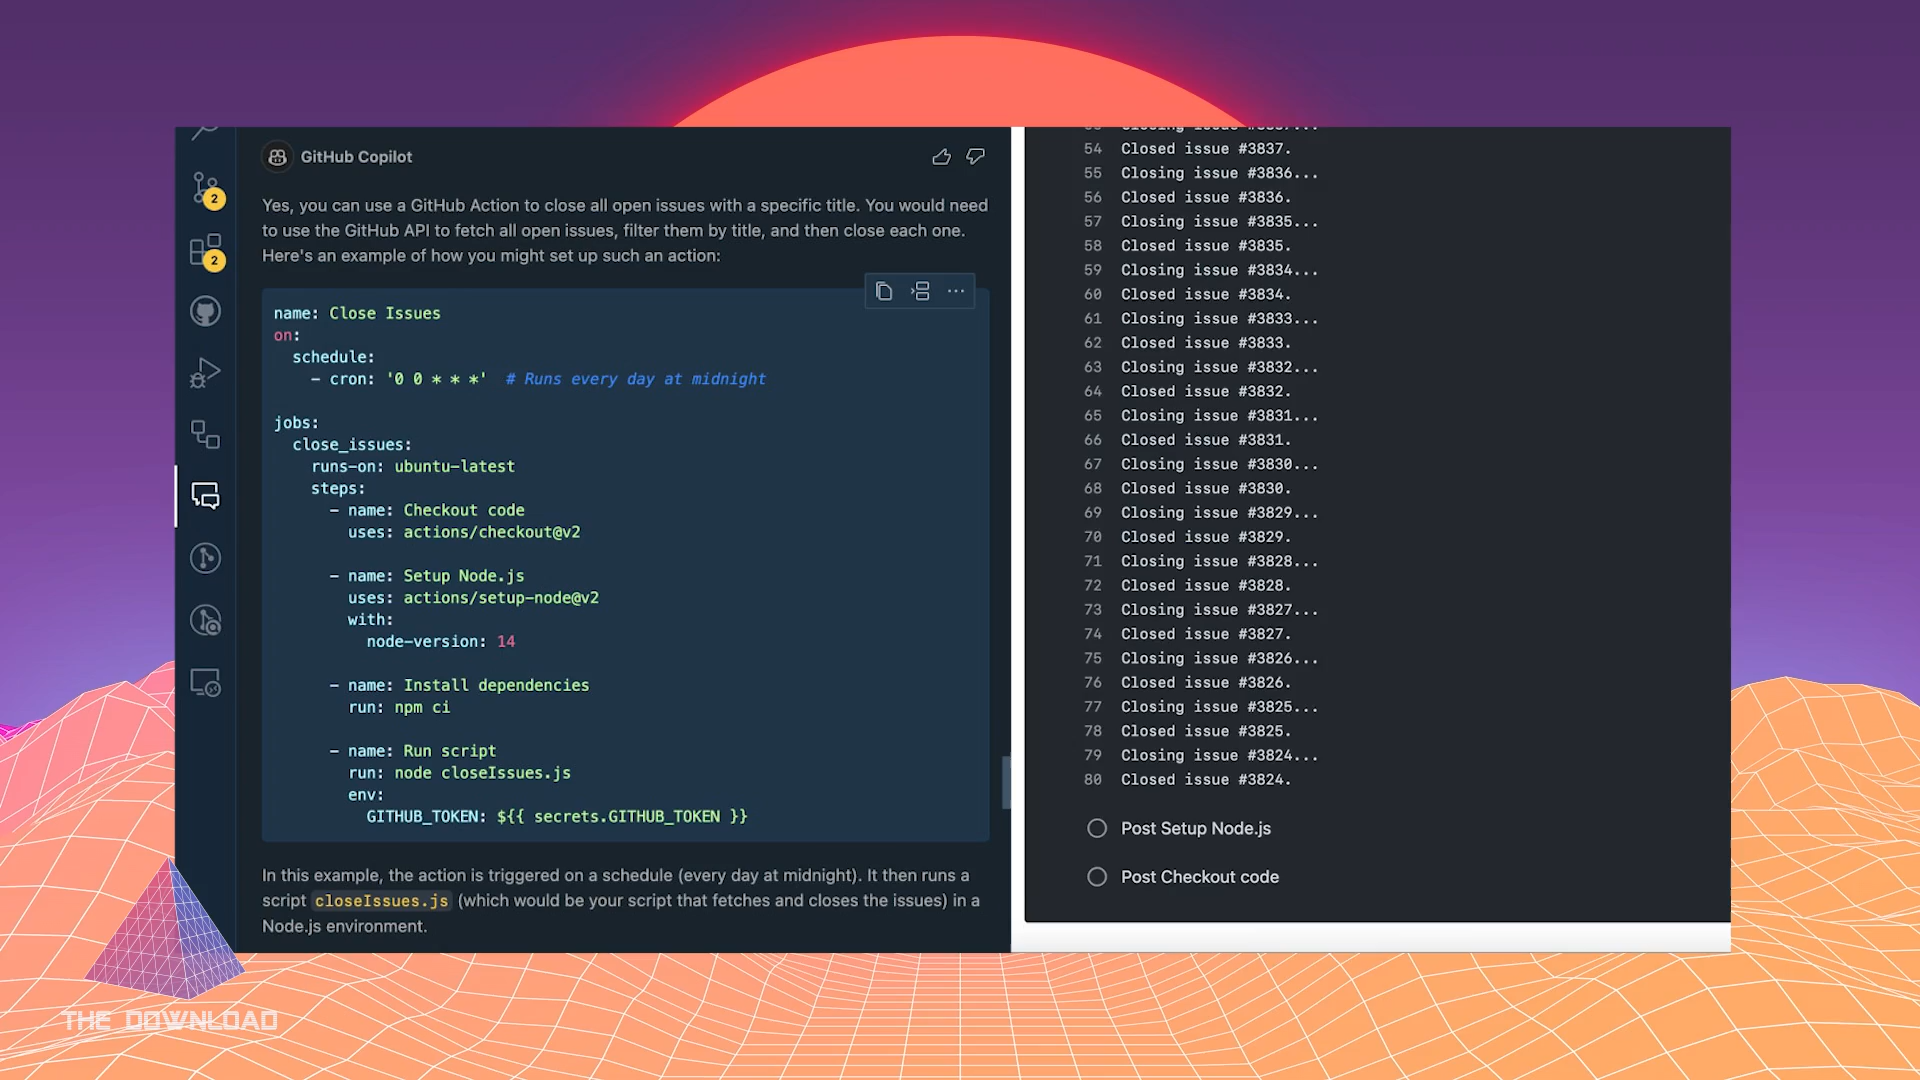 GitHub Copilot
Yes, you can use a GitHub Action to close all open issues with a specific title. You would need
to use the GitHub API to fetch all open issues, filter them by title, and then close each one.
Here's an example of how you might set up such an action:
name: Close Issues
on:
schedule:
- cron: '0 0 * * *' # Runs every day at midnight
jobs:
close_issues:
runs-on: ubuntu-latest
steps:
- name: Checkout code
uses: actions/checkout@v2
- name: Setup Node.js
uses: actions/setup-node@v2
with:
node-version: 14
- name: Install dependencies
run: npm ci
- name: Run script
run: node closeIssues.js
env:
GITHUB_TOKEN: ${{ secrets.GITHUB_TOKEN }}
In this example, the action is triggered on a schedule (every day at midnight). It then runs a
script closeIssues.js (which would be your script that fetches and closes the issues) in a
Node.js environment.
2
2
54 Closed issue #3837.
55 Closing issue #3836...
56 Closed issue #3836.
57 Closing issue #3835...
58 Closed issue #3835.
59 Closing issue #3834...
60 Closed issue #3834.
61 Closing issue #3833...
62 Closed issue #3833.
63 Closing issue #3832...
64 Closed issue #3832.
65 Closing issue #3831...
66 Closed issue #3831.
67 Closing issue #3830...
68 Closed issue #3830.
69 Closing issue #3829...
70 Closed issue #3829.
71 Closing issue #3828...
72 Closed issue #3828.
73 Closing issue #3827...
74 Closed issue #3827.
75 Closing issue #3826...
76 Closed issue #3826.
77 Closing issue #3825...
78 Closed issue #3825.
79 Closing issue #3824...
80 Closed issue #3824.
Post Setup Node.js
Post Checkout code
THE DOWNLOAD